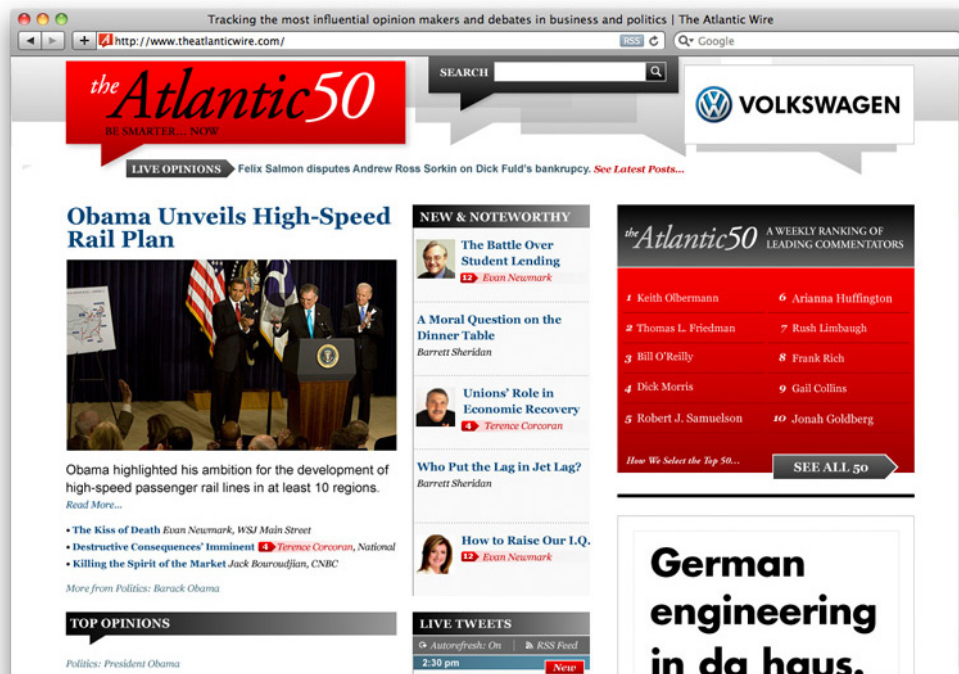 Tracking the most influential opinion makers and debates in business and politics | The Atlantic Wire
http://www.theatlanticwire.com/
RSS
Google
the Atlantic 50
BE SMARTER... NOW
SEARCH
VOLKSWAGEN
LIVE OPINIONS
Felix Salmon disputes Andrew Ross Sorkin on Dick Fuld's bankrupcy. See Latest Posts...
Obama Unveils High-Speed
Rail Plan
Obama highlighted his ambition for the development of
high-speed passenger rail lines in at least 10 regions.
Read More...
• The Kiss of Death Evan Newmark, WSJ Main Street
• Destructive Consequences' Imminent 4 Terence Corcoran, National
• Killing the Spirit of the Market Jack Bouroudjian, CNBC
More from Politics: Barack Obama
TOP OPINIONS
Politics: President Obama
NEW & NOTEWORTHY
The Battle Over
Student Lending
12 Evan Newmark
A Moral Question on the
Dinner Table
Barrett Sheridan
Unions' Role in
Economic Recovery
4 Terence Corcoran
Who Put the Lag in Jet Lag?
Barrett Sheridan
How to Raise Our I.Q.
12 Evan Newmark
LIVE TWEETS
Autorefresh: On | RSS Feed
2:30 pm
New
the Atlantic 50
A WEEKLY RANKING OF
LEADING COMMENTATORS
1 Keith Olbermann
2 Thomas L. Friedman
3 Bill O'Reilly
4 Dick Morris
5 Robert J. Samuelson
6 Arianna Huffington
7 Rush Limbaugh
8 Frank Rich
9 Gail Collins
10 Jonah Goldberg
How We Select the Top 50...
SEE ALL 50
German
engineering
in da haus.